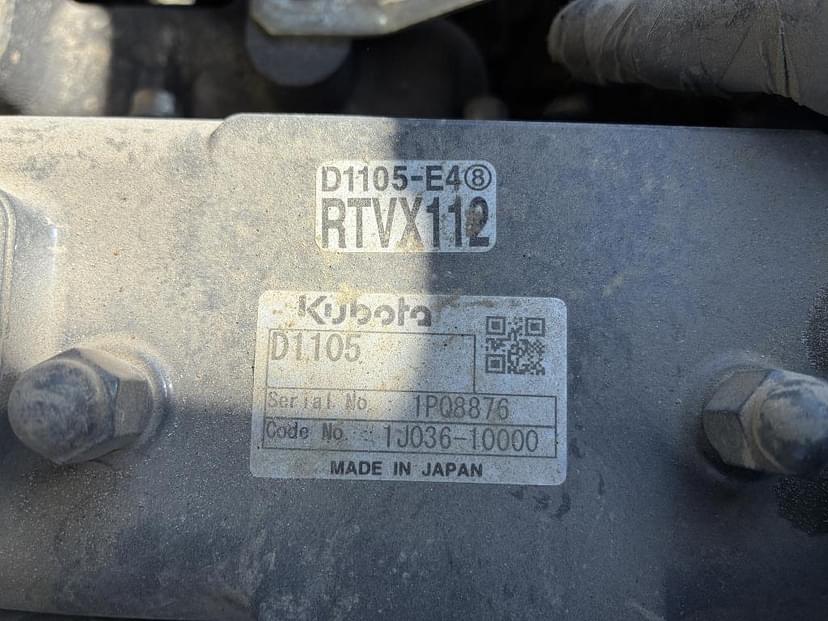 D1105-E4⑧
RTVX112
Kubota
D1105
Serial No. : 1PQ8876
Code No. : 1J036-10000
MADE IN JAPAN